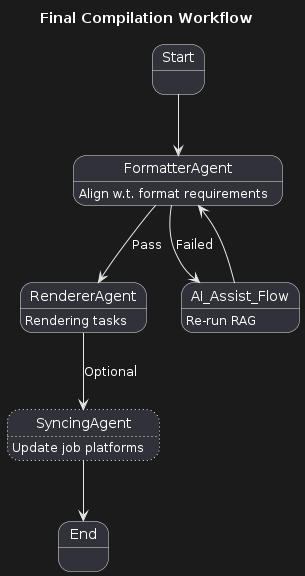 Final Compilation Workflow
Start
FormatterAgent
Align w.t. format requirements
Pass
Failed
RendererAgent
Rendering tasks
AI_Assist_Flow
Re-run RAG
Optional
SyncingAgent
Update job platforms
End